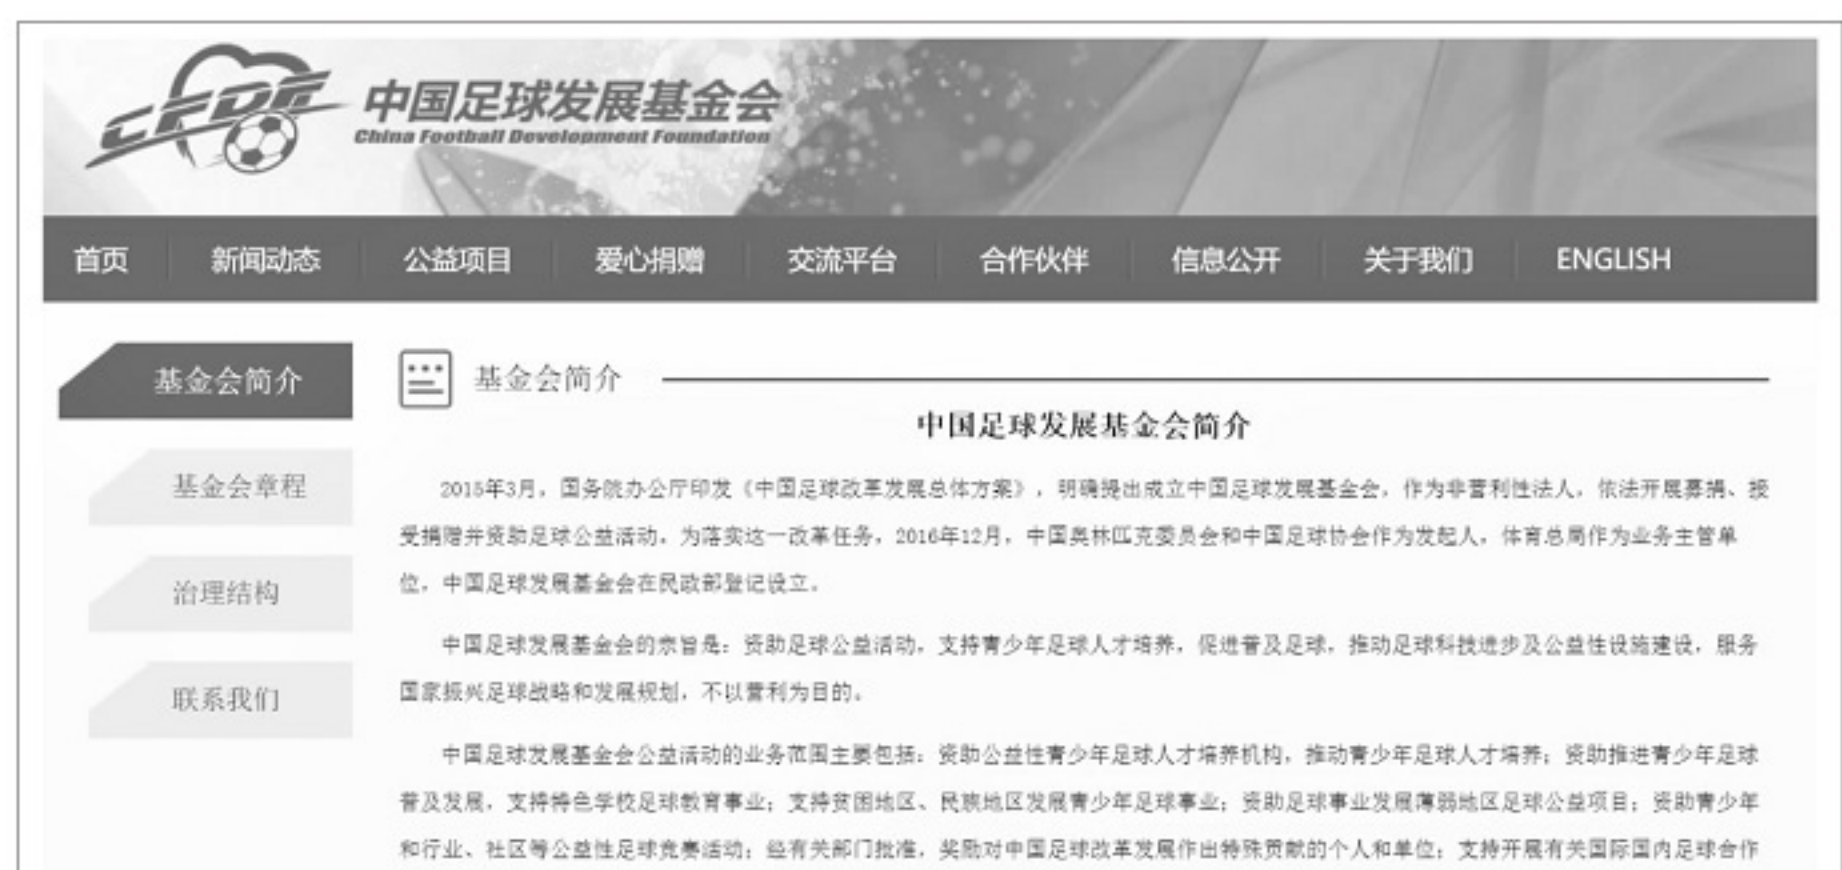 CFDF
中国足球发展基金会
China Football Development Foundation
首页 新闻动态 公益项目 爱心捐赠 交流平台 合作伙伴 信息公开 关于我们 ENGLISH
基金会简介
基金会章程
治理结构
联系我们
基金会简介
中国足球发展基金会简介
2015年3月，国务院办公厅印发《中国足球改革发展总体方案》，明确提出成立中国足球发展基金会，作为非营利性法人，依法开展募捐、接
受捐赠并资助足球公益活动。为落实这一改革任务，2016年12月，中国奥林匹克委员会和中国足球协会作为发起人，体育总局作为业务主管单
位，中国足球发展基金会在民政部登记设立。
中国足球发展基金会的宗旨是：资助足球公益活动，支持青少年足球人才培养，促进普及足球，推动足球科技进步及公益性设施建设，服务
国家振兴足球战略和发展规划，不以营利为目的。
中国足球发展基金会公益活动的业务范围主要包括：资助公益性青少年足球人才培养机构，推动青少年足球人才培养；资助推进青少年足球
普及发展，支持特色学校足球教育事业；支持贫困地区、民族地区发展青少年足球事业；资助足球事业发展薄弱地区足球公益项目；资助青少年
和行业、社区等公益性足球竞赛活动；经有关部门批准，奖励对中国足球改革发展作出特殊贡献的个人和单位；支持开展有关国际国内足球合作